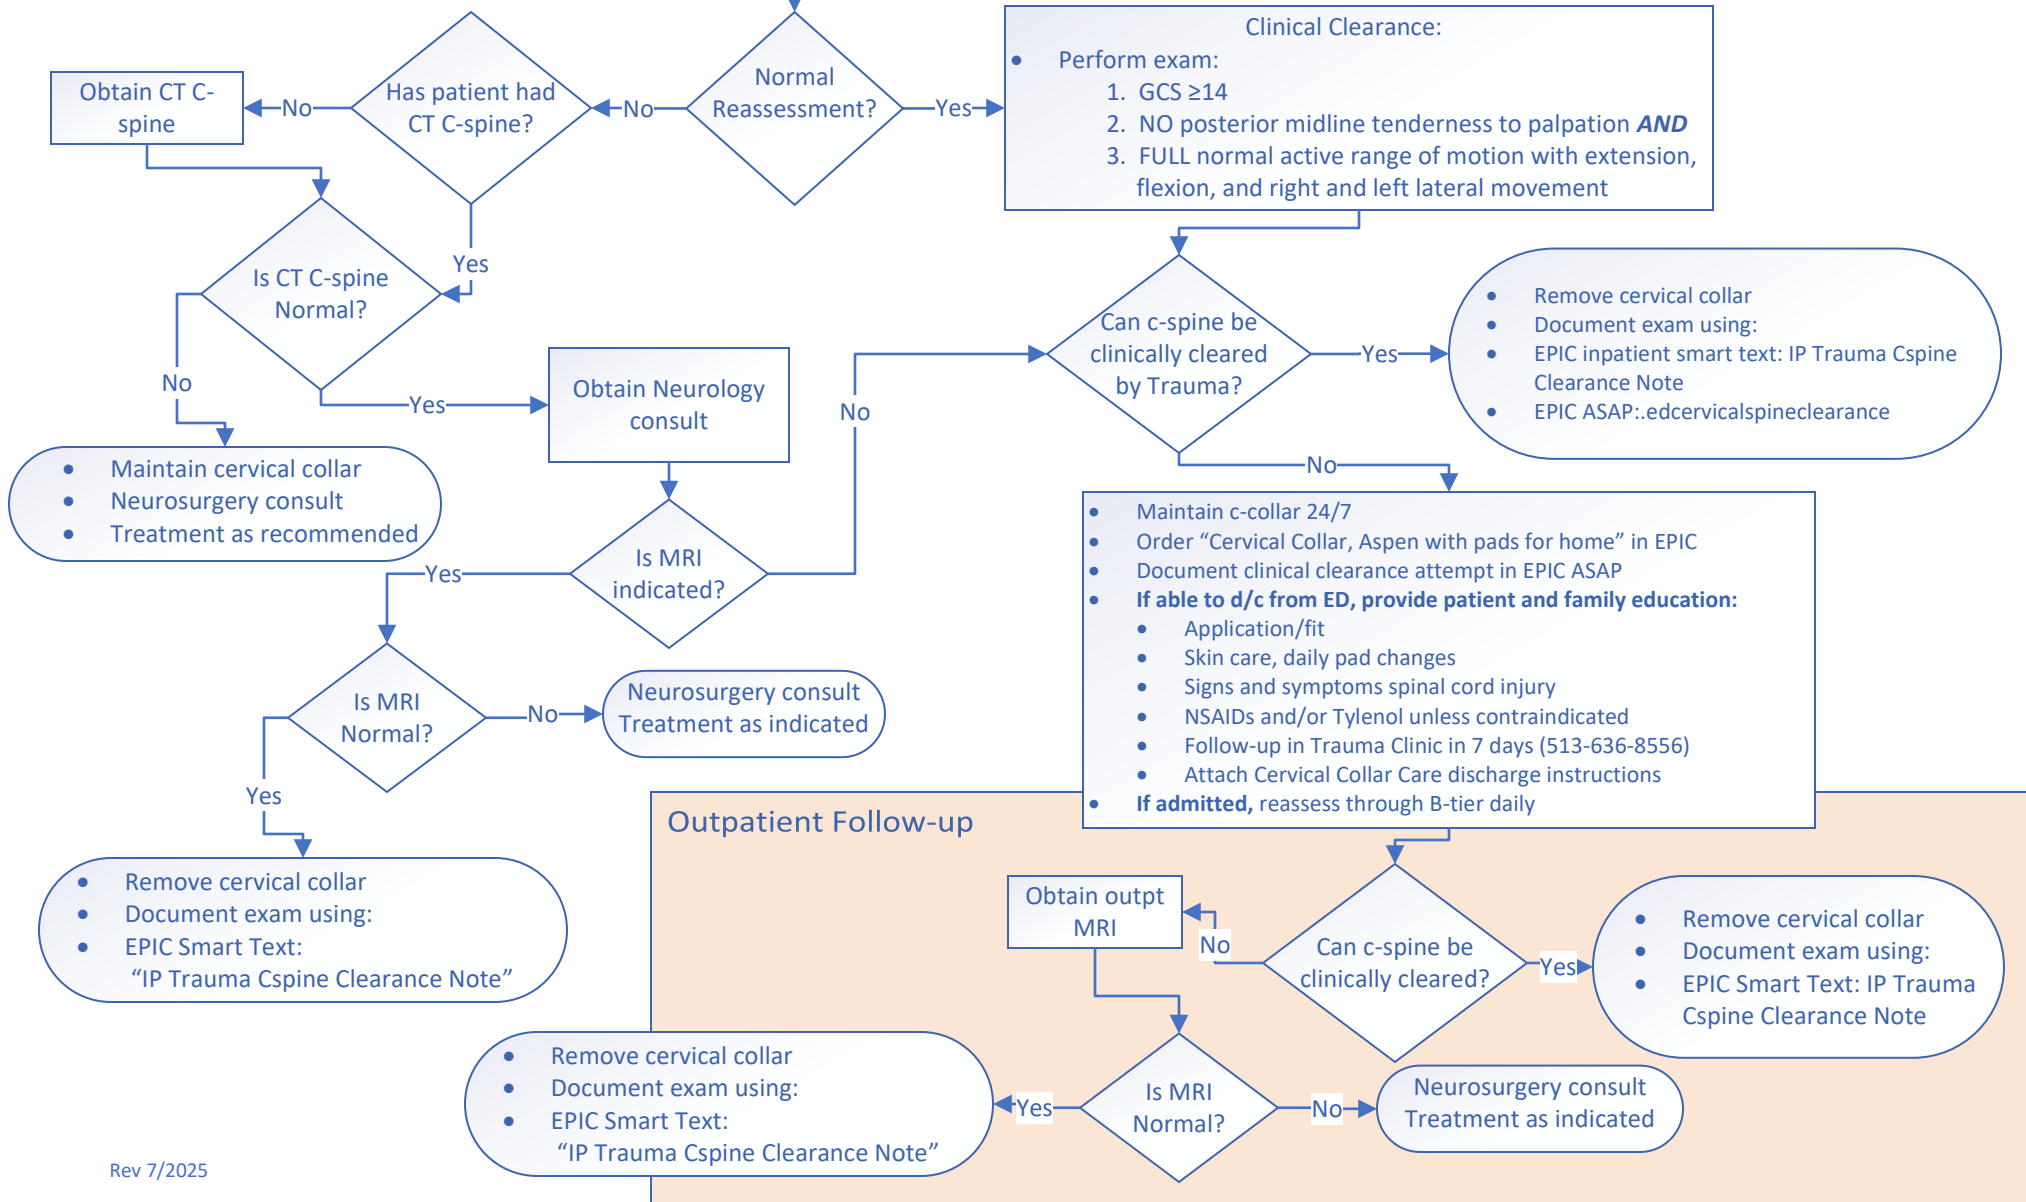 Obtain CT C-
spine
No
Has patient had
CT C-spine?
No
Normal
Reassessment?
Yes
Clinical Clearance:
• Perform exam:
1. GCS ≥14
2. NO posterior midline tenderness to palpation AND
3. FULL normal active range of motion with extension,
flexion, and right and left lateral movement
Yes
Is CT C-spine
Normal?
No
Yes
Obtain Neurology
consult
No
Can c-spine be
clinically cleared
by Trauma?
Yes
• Remove cervical collar
• Document exam using:
• EPIC inpatient smart text: IP Trauma Cspine
Clearance Note
• EPIC ASAP:.edcervicalspineclearance
No
• Maintain cervical collar
• Neurosurgery consult
• Treatment as recommended
Is MRI
indicated?
Yes
• Maintain c-collar 24/7
• Order “Cervical Collar, Aspen with pads for home” in EPIC
• Document clinical clearance attempt in EPIC ASAP
• If able to d/c from ED, provide patient and family education:
• Application/fit
• Skin care, daily pad changes
• Signs and symptoms spinal cord injury
• NSAIDs and/or Tylenol unless contraindicated
• Follow-up in Trauma Clinic in 7 days (513-636-8556)
• Attach Cervical Collar Care discharge instructions
• If admitted, reassess through B-tier daily
Is MRI
Normal?
No
Neurosurgery consult
Treatment as indicated
Yes
• Remove cervical collar
• Document exam using:
• EPIC Smart Text:
“IP Trauma Cspine Clearance Note”
Outpatient Follow-up
Obtain outpt
MRI
No
Can c-spine be
clinically cleared?
Yes
• Remove cervical collar
• Document exam using:
• EPIC Smart Text: IP Trauma
Cspine Clearance Note
• Remove cervical collar
• Document exam using:
• EPIC Smart Text:
“IP Trauma Cspine Clearance Note”
Yes
Is MRI
Normal?
No
Neurosurgery consult
Treatment as indicated
Rev 7/2025